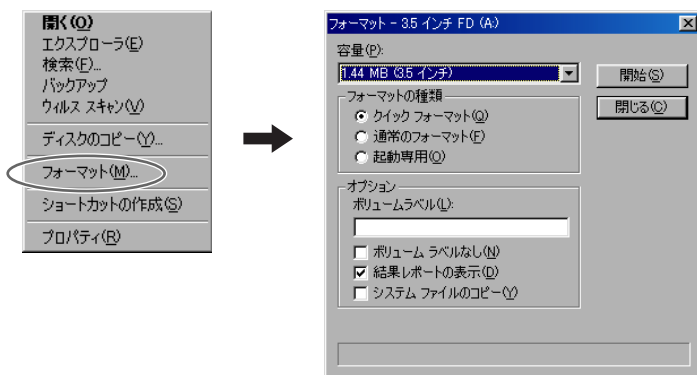 開く(O)
エクスプローラ(E)
検索(F)...
バックアップ
ウィルス スキャン(V)
ディスクのコピー(Y)...
フォーマット(M)...
ショートカットの作成(S)
プロパティ(R)
フォーマット - 3.5 インチ FD (A:)
容量(P):
1.44 MB (3.5 インチ)
開始(S)
閉じる(C)
フォーマットの種類
クイック フォーマット(Q)
通常のフォーマット(F)
起動専用(O)
オプション
ボリュームラベル(L):
ボリューム ラベルなし(N)
結果レポートの表示(D)
システム ファイルのコピー(Y)